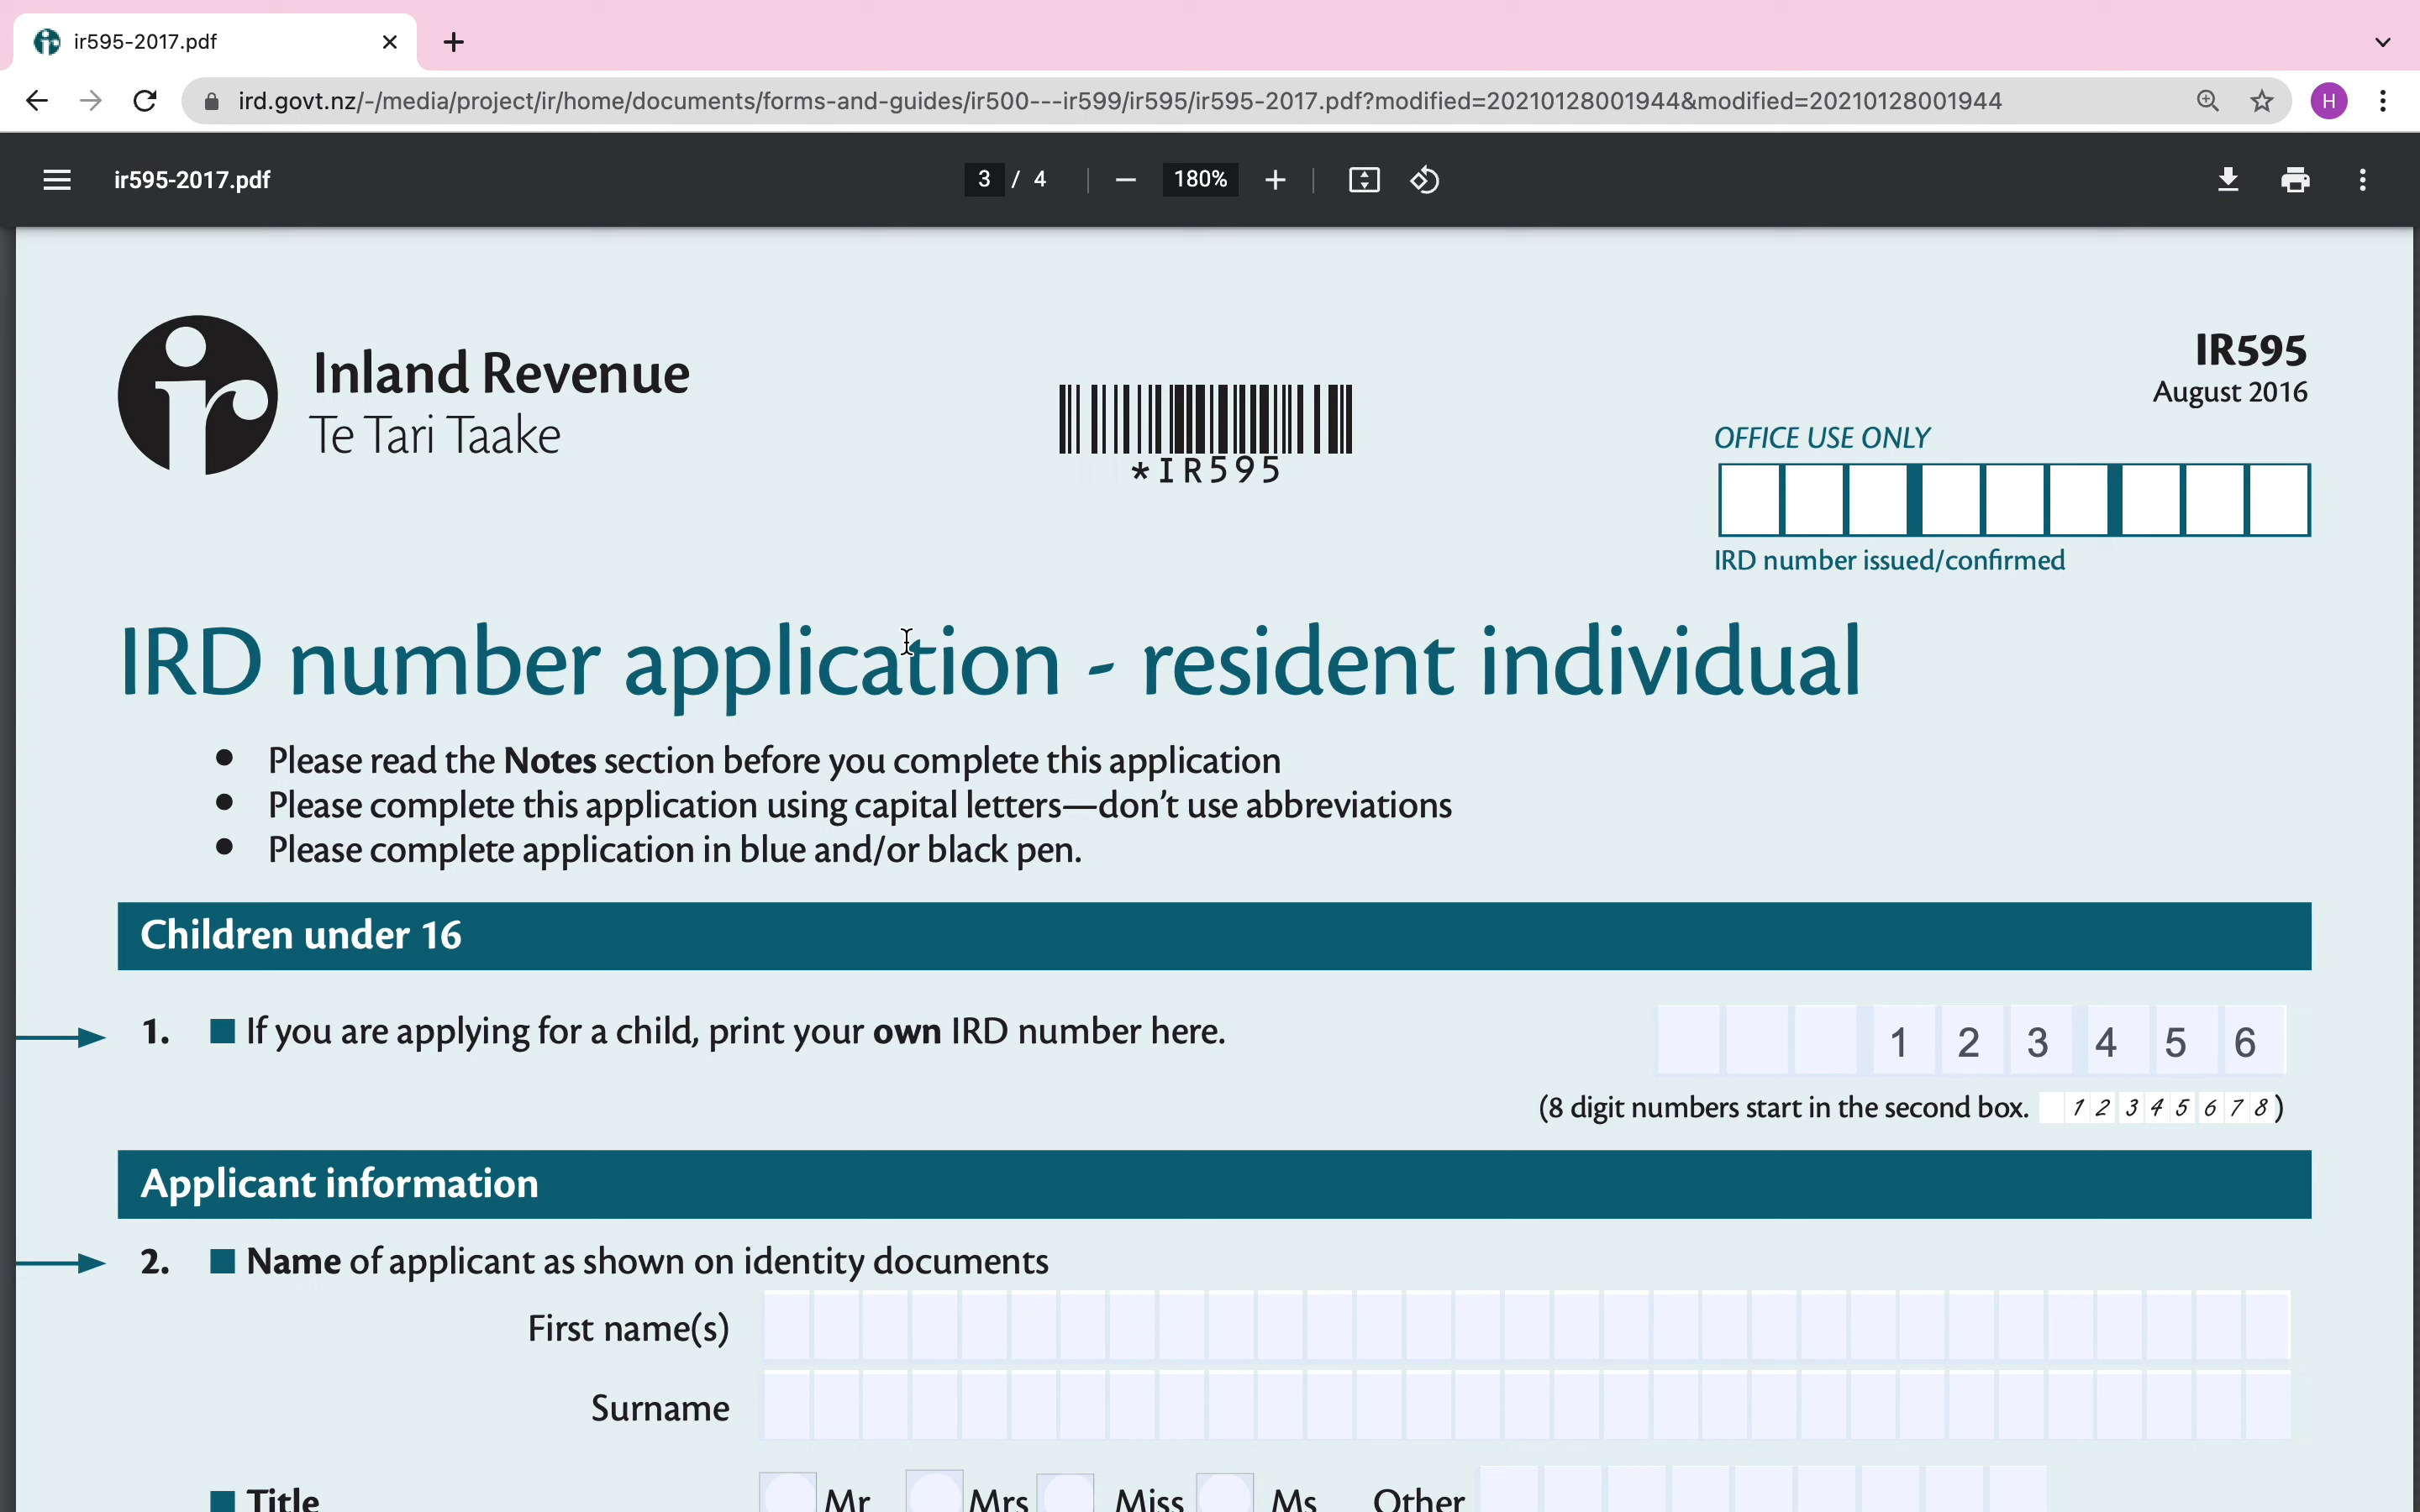 ir595-2017.pdf
ird.govt.nz/-/media/project/ir/home/documents/forms-and-guides/ir500---ir599/ir595/ir595-2017.pdf?modified=20210128001944&modified=20210128001944
H
ir595-2017.pdf
3 / 4
180%
ir
Inland Revenue
Te Tari Taake
*IR595
IR595
August 2016
OFFICE USE ONLY
IRD number issued/confirmed
IRD number application - resident individual
• Please read the Notes section before you complete this application
• Please complete this application using capital letters—don't use abbreviations
• Please complete application in blue and/or black pen.
Children under 16
1. If you are applying for a child, print your own IRD number here.
1 2 3 4 5 6
(8 digit numbers start in the second box. 1 2 3 4 5 6 7 8 )
Applicant information
2. Name of applicant as shown on identity documents
First name(s)
Surname
Title Mr Mrs Miss Ms Other